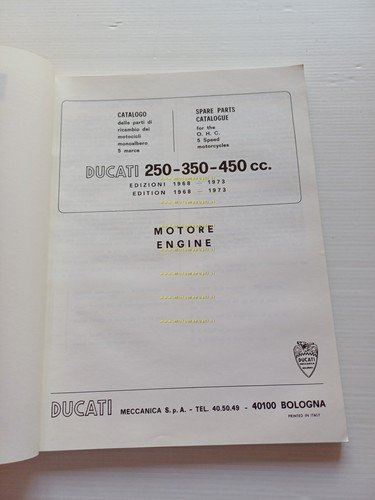 CATALOGO
delle parti di
ricambio dei
motocicli
monoalbero
5 marce
SPARE PARTS
CATALOGUE
for the
O. H. C.
5 Speed
motorcycles
DUCATI 250-350-450 cc.
EDIZIONI 1968 - 1973
EDITION 1968 - 1973
MOTORE
ENGINE
DUCATI
MECCANICA
DUCATI MECCANICA S.p.A. - TEL. 40.50.49 - 40100 BOLOGNA
PRINTED IN ITALY